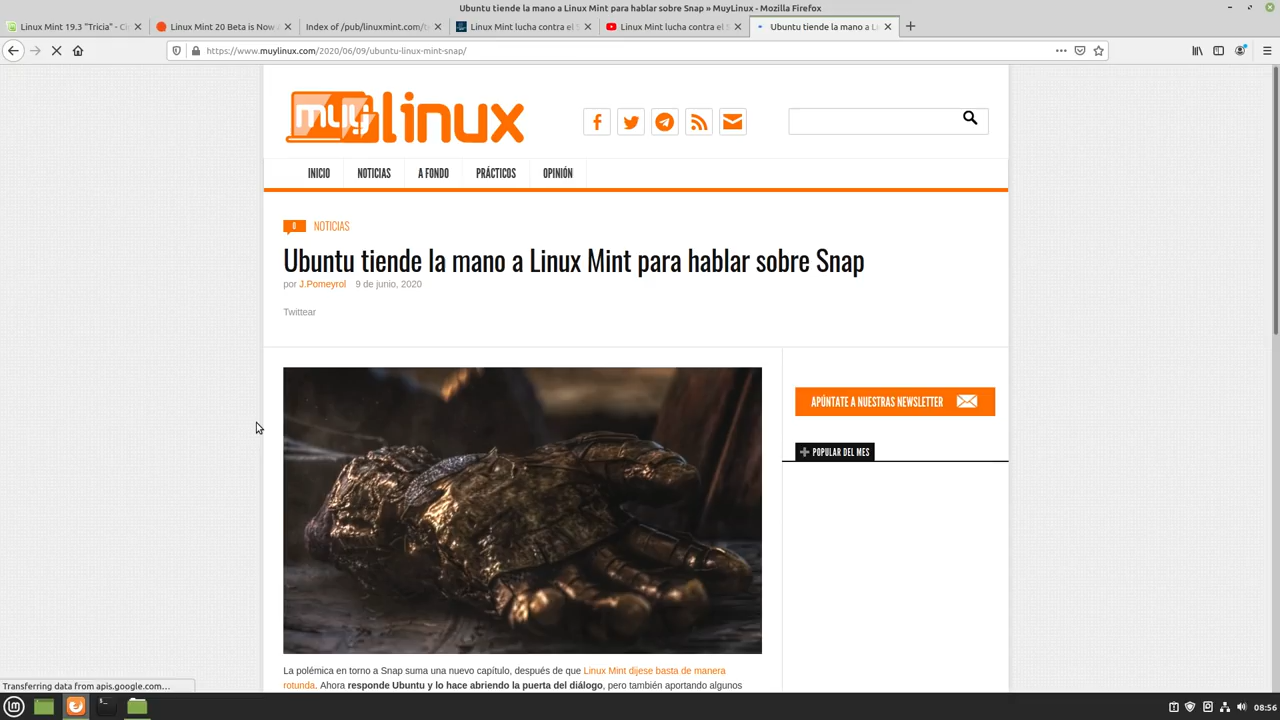 Ubuntu tiende la mano a Linux Mint para hablar sobre Snap » MuyLinux - Mozilla Firefox
Linux Mint 19.3 "Tricia" - Ci
Linux Mint 20 Beta is Now A
Index of /pub/linuxmint.com/t
Linux Mint lucha contra el S
Linux Mint lucha contra el S
Ubuntu tiende la mano a L
https://www.muylinux.com/2020/06/09/ubuntu-linux-mint-snap/
muylinux
INICIO NOTICIAS A FONDO PRÁCTICOS OPINIÓN
NOTICIAS
Ubuntu tiende la mano a Linux Mint para hablar sobre Snap
por J.Pomeyrol 9 de junio, 2020
Twittear
APÚNTATE A NUESTRAS NEWSLETTER
POPULAR DEL MES
La polémica en torno a Snap suma una nuevo capítulo, después de que Linux Mint dijese basta de manera
rotunda. Ahora responde Ubuntu y lo hace abriendo la puerta del diálogo, pero también aportando algunos
Transferring data from apis.google.com…
08:56